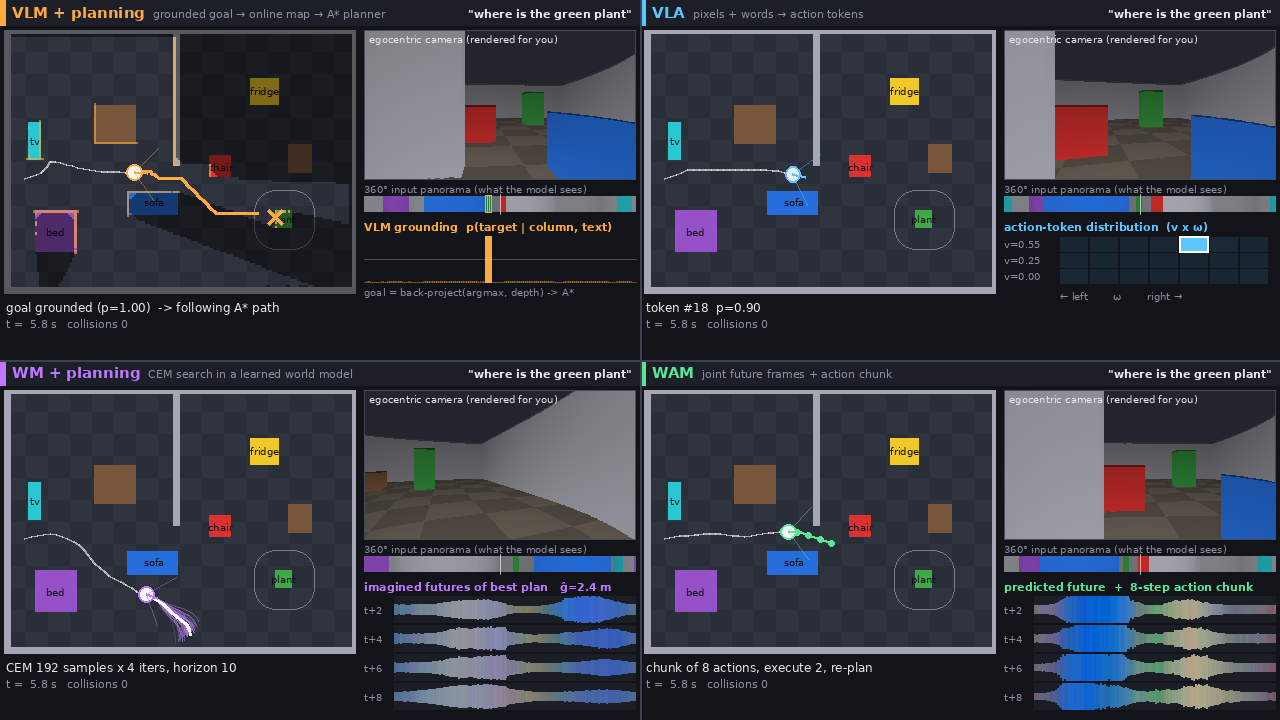 VLM + planning grounded goal → online map → A* planner "where is the green plant"
egocentric camera (rendered for you)
fridge
tv
chair
sofa
bed
360° input panorama (what the model sees)
VLM grounding p(target | column, text)
goal = back-project(argmax, depth) -> A*
goal grounded (p=1.00) -> following A* path
t = 5.8 s collisions 0
VLA pixels + words → action tokens "where is the green plant"
egocentric camera (rendered for you)
fridge
tv
chair
sofa
plant
bed
360° input panorama (what the model sees)
action-token distribution (v x ω)
v=0.55
v=0.25
v=0.00
← left ω right →
token #18 p=0.90
t = 5.8 s collisions 0
WM + planning CEM search in a learned world model "where is the green plant"
egocentric camera (rendered for you)
fridge
tv
chair
sofa
plant
bed
360° input panorama (what the model sees)
imagined futures of best plan ĝ=2.4 m
t+2
t+4
t+6
t+8
CEM 192 samples x 4 iters, horizon 10
t = 5.8 s collisions 0
WAM joint future frames + action chunk "where is the green plant"
egocentric camera (rendered for you)
fridge
tv
chair
sofa
plant
bed
360° input panorama (what the model sees)
predicted future + 8-step action chunk
t+2
t+4
t+6
t+8
chunk of 8 actions, execute 2, re-plan
t = 5.8 s collisions 0